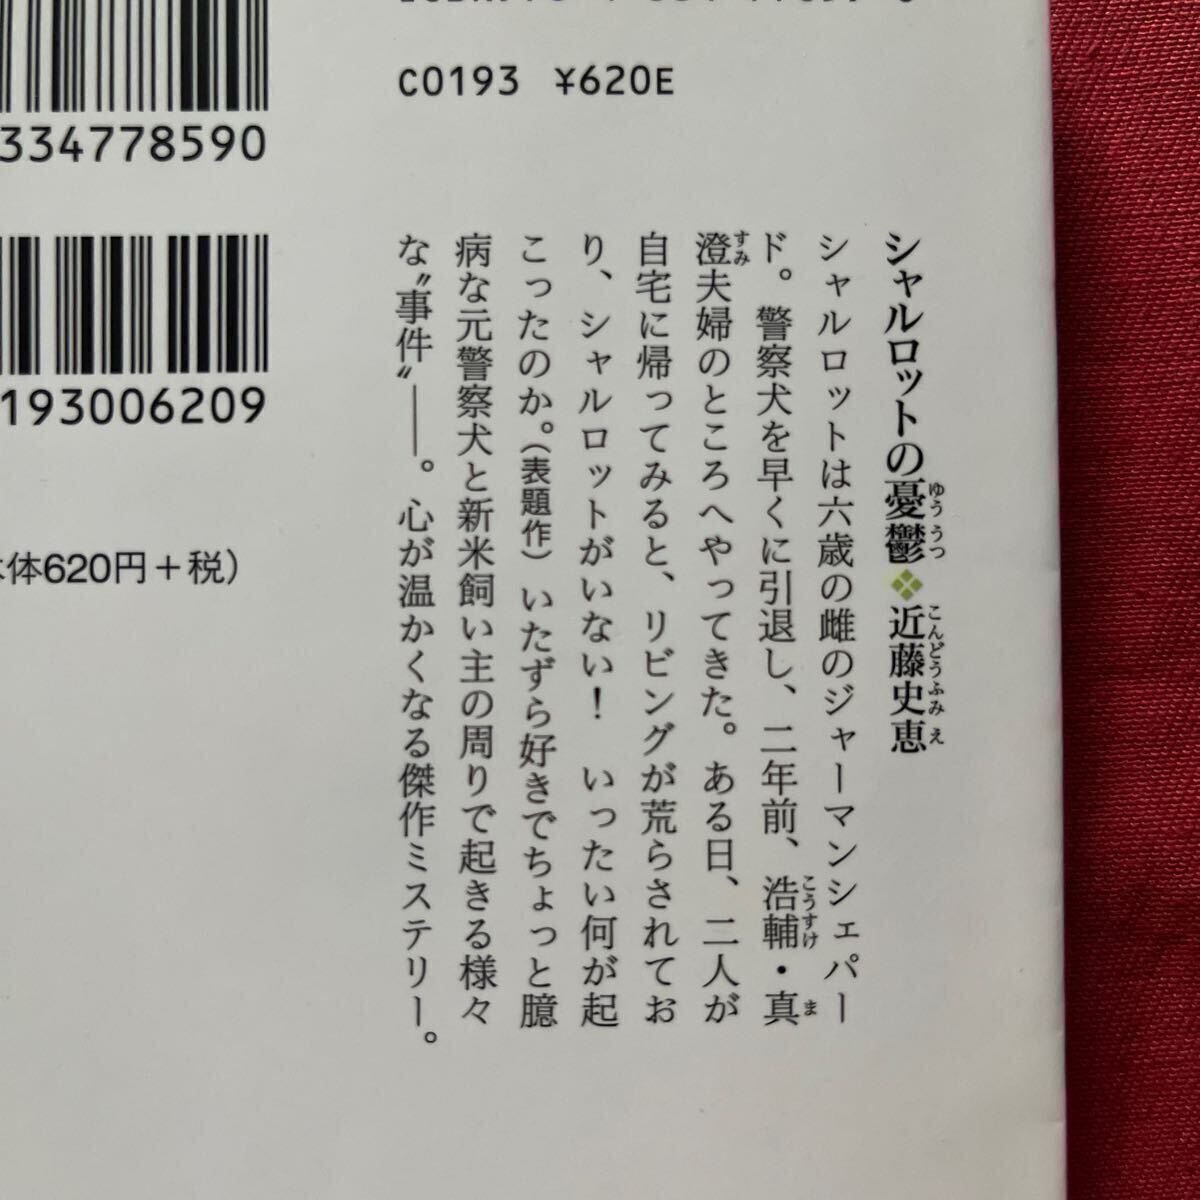 C0193 ¥620E
334778590
193006209
体620円＋税）
シャルロットの憂鬱❖近藤史恵
シャルロットは六歳の雌のジャーマンシェパー
ド。警察犬を早くに引退し、二年前、浩輔・真
澄夫婦のところへやってきた。ある日、二人が
自宅に帰ってみると、リビングが荒らされてお
り、シャルロットがいない！　いったい何が起
こったのか。（表題作）いたずら好きでちょっと臆
病な元警察犬と新米飼い主の周りで起きる様々
な〝事件〟――。心が温かくなる傑作ミステリー。